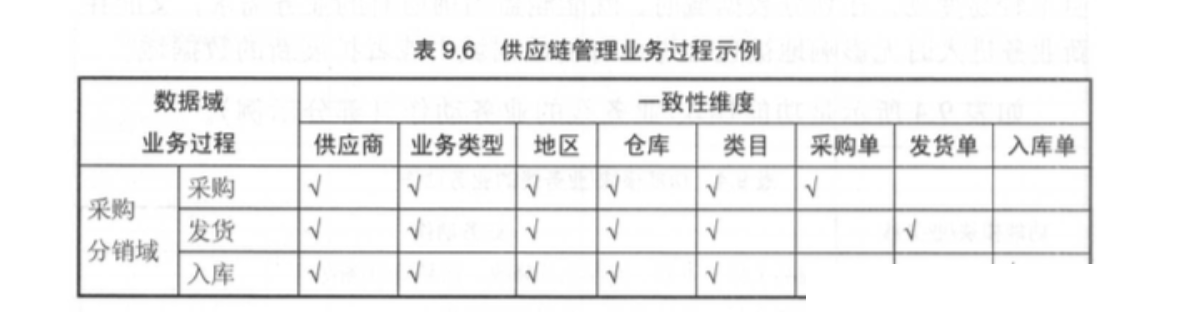 表 9.6 供应链管理业务过程示例
数据域 一致性维度
业务过程 供应商 业务类型 地区 仓库 类目 采购单 发货单 入库单
采购分销域 采购 √ √ √ √ √ √
发货 √ √ √ √ √ √
入库 √ √ √ √ √